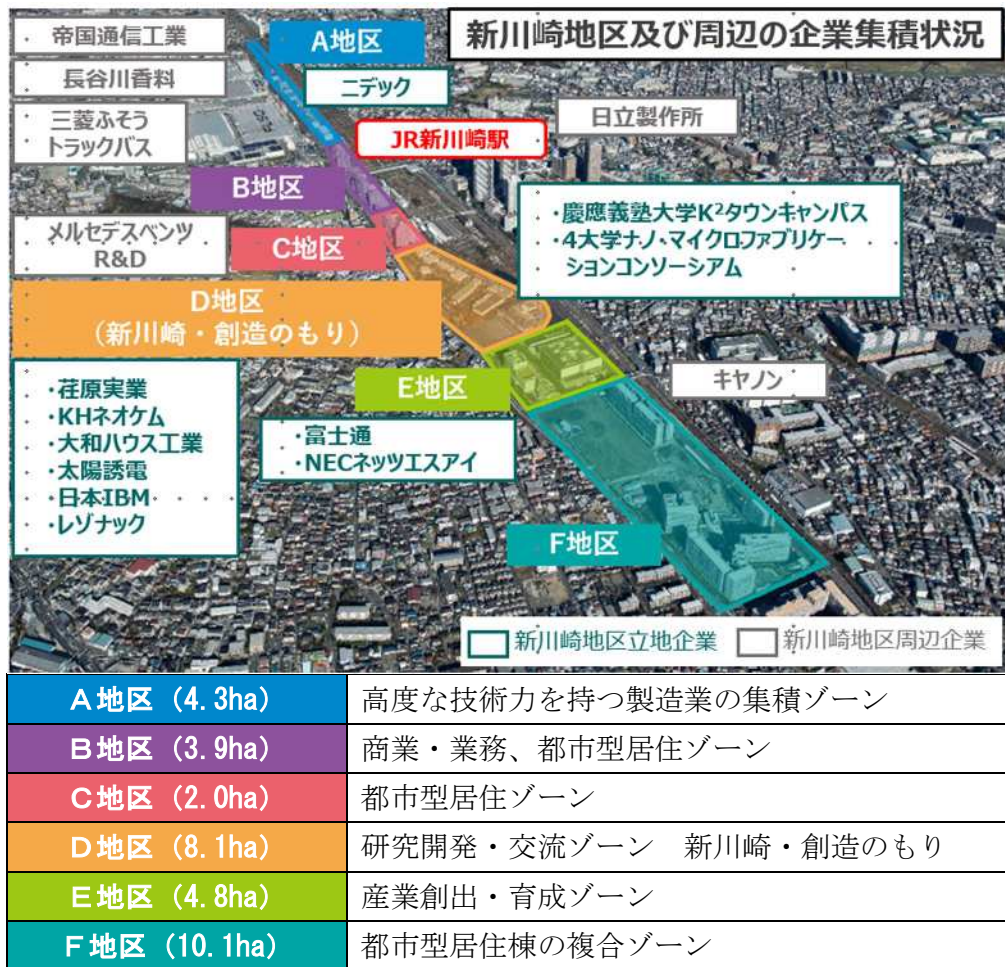 新川崎地区及び周辺の企業集積状況
帝国通信工業
A地区
長谷川香料
ニデック
三菱ふそう
トラックバス
日立製作所
JR新川崎駅
B地区
・慶應義塾大学K²タウンキャンパス
・4大学ナノ・マイクロファブリケー
ションコンソーシアム
メルセデスベンツ
R&D
C地区
D地区
（新川崎・創造のもり）
キヤノン
E地区
・荏原実業
・KHネオケム
・大和ハウス工業
・太陽誘電
・日本IBM
・レゾナック
・富士通
・NECネッツエスアイ
F地区
新川崎地区立地企業
新川崎地区周辺企業
A地区（4.3ha） 高度な技術力を持つ製造業の集積ゾーン
B地区（3.9ha） 商業・業務、都市型居住ゾーン
C地区（2.0ha） 都市型居住ゾーン
D地区（8.1ha） 研究開発・交流ゾーン　新川崎・創造のもり
E地区（4.8ha） 産業創出・育成ゾーン
F地区（10.1ha） 都市型居住棟の複合ゾーン